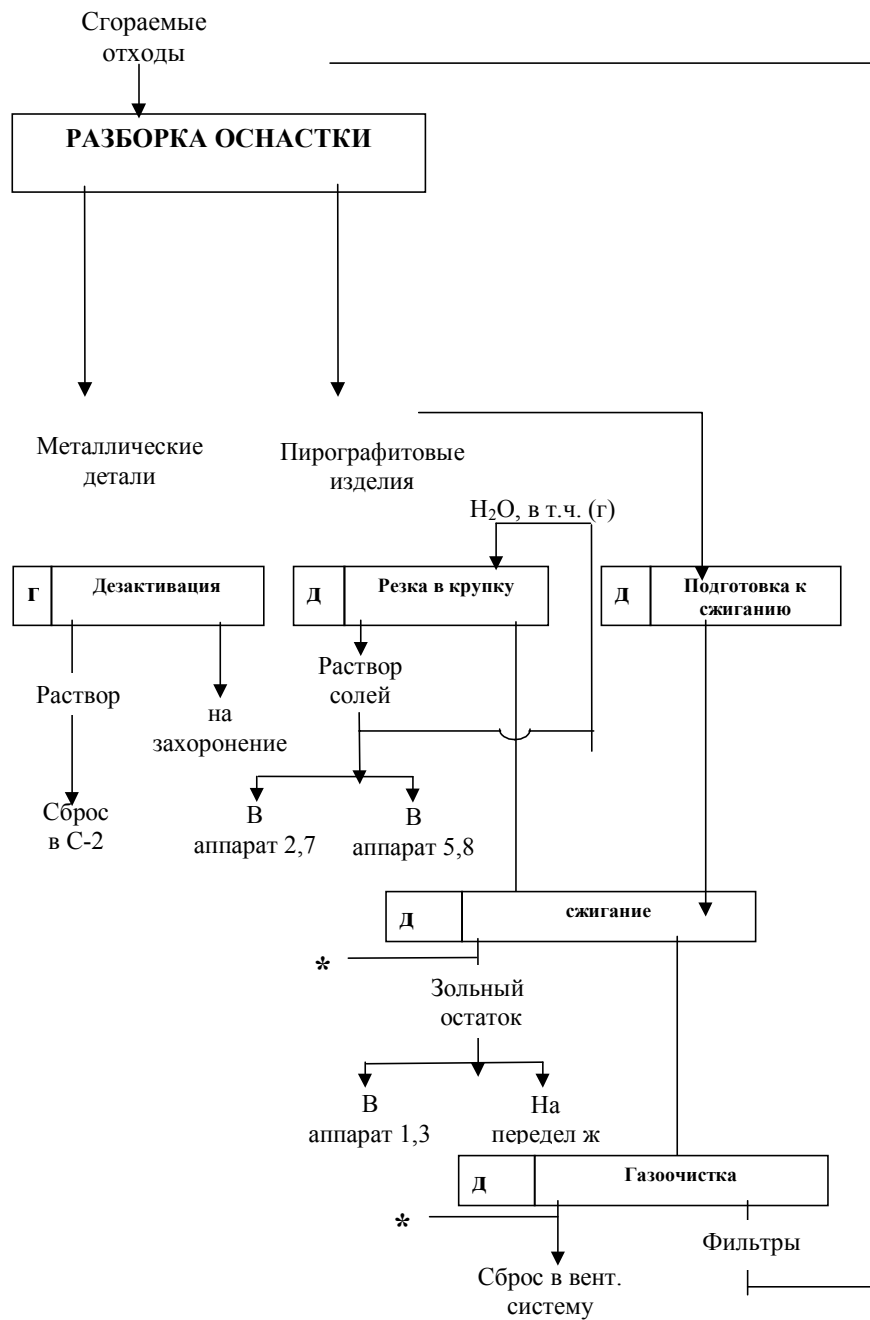 Сгораемые
отходы
РАЗБОРКА ОСНАСТКИ
Металлические
детали
Пирографитовые
изделия
H₂O, в т.ч. (г)
г
Дезактивация
д
Резка в крупку
д
Подготовка к
сжиганию
Раствор
на
захоронение
Раствор
солей
Сброс
в С-2
В
аппарат 2,7
В
аппарат 5,8
д
сжигание
*
Зольный
остаток
В
аппарат 1,3
На
передел ж
д
Газоочистка
*
Фильтры
Сброс в вент.
систему